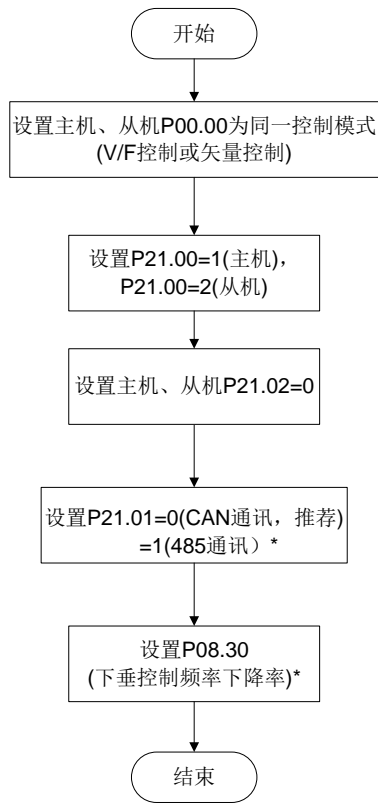 开始
设置主机、从机P00.00为同一控制模式
(V/F控制或矢量控制)
设置P21.00=1(主机),
P21.00=2(从机)
设置主机、从机P21.02=0
设置P21.01=0(CAN通讯，推荐)
=1(485通讯）*
设置P08.30
(下垂控制频率下降率)*
结束